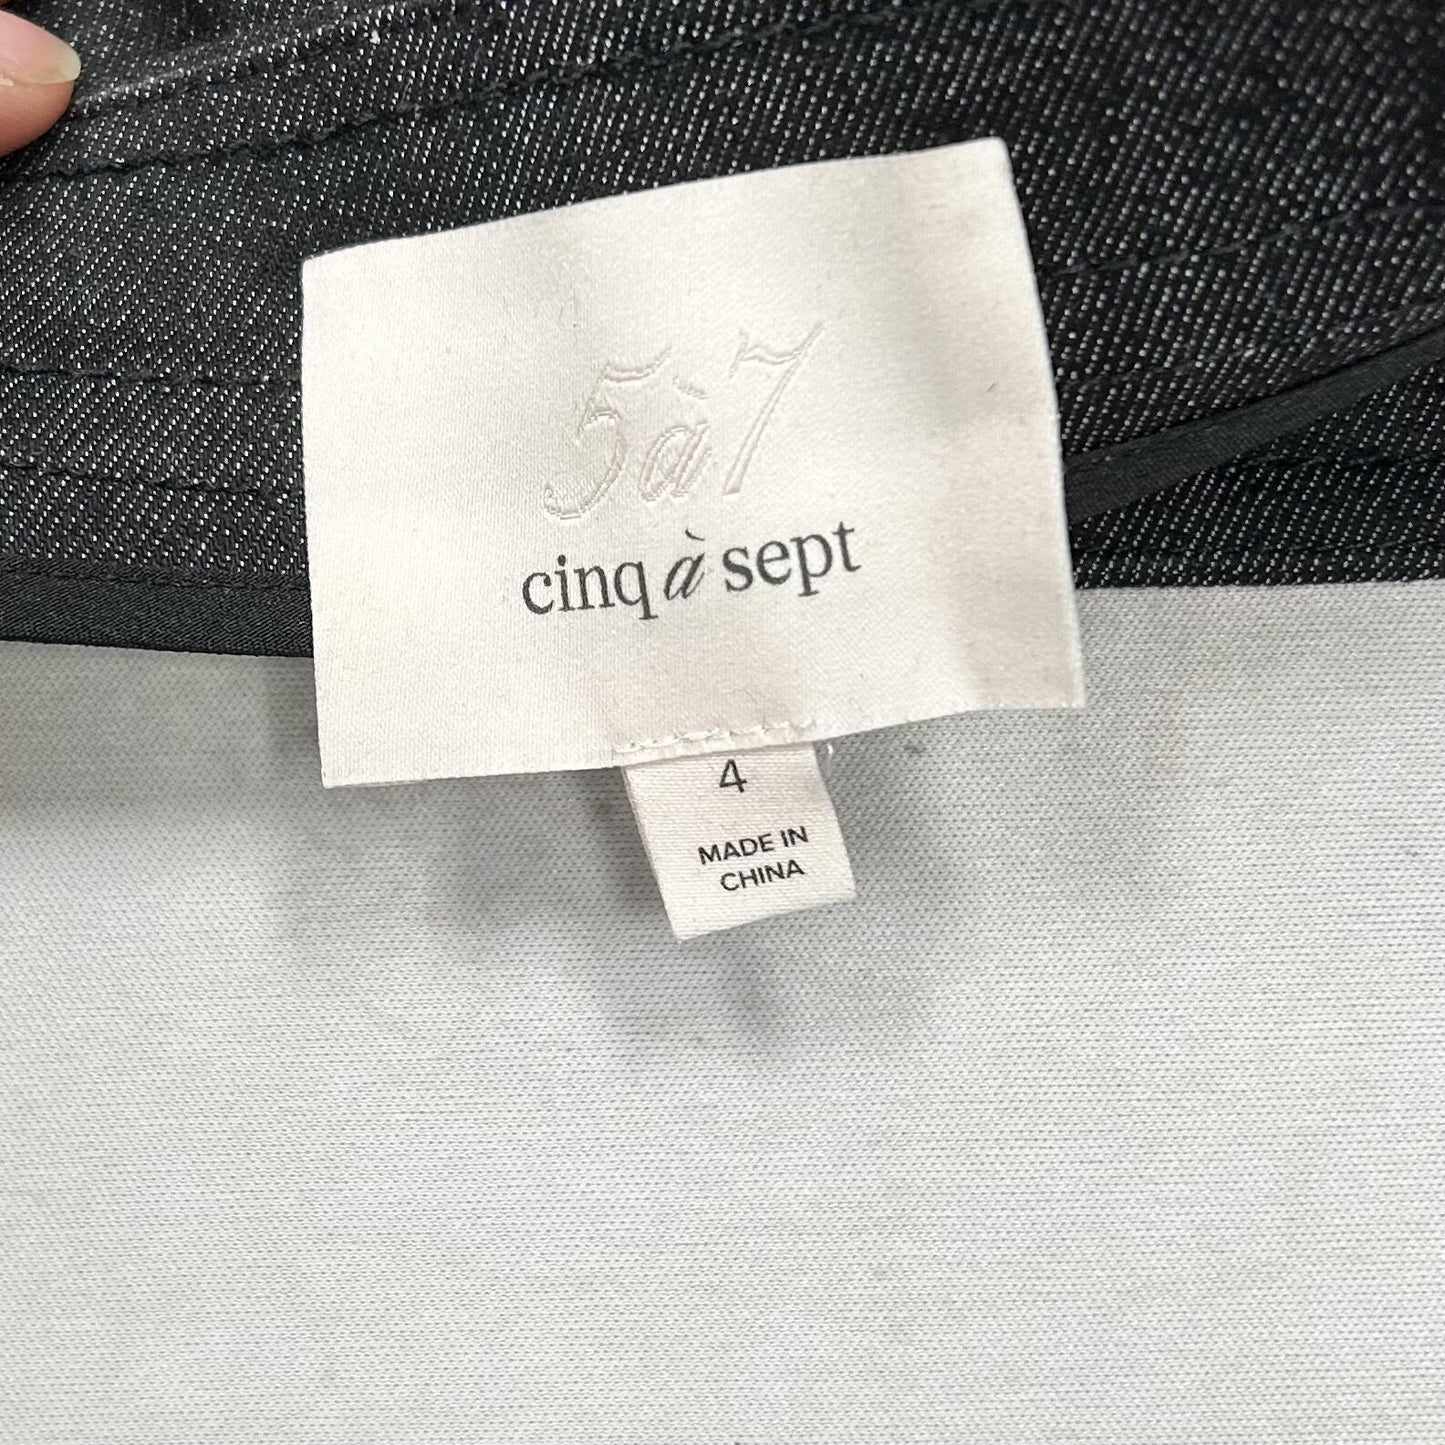 5à7
cinq à sept
4
MADE IN
CHINA